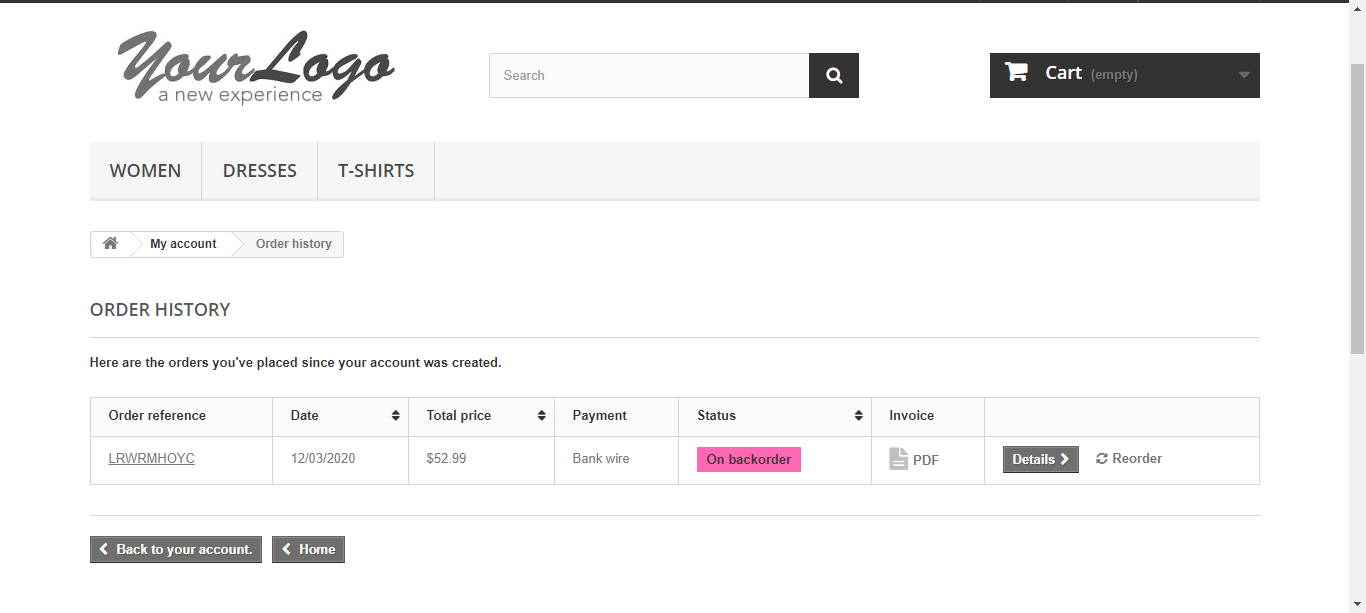 YourLogo
a new experience
Search
Cart (empty)
WOMEN DRESSES T-SHIRTS
My account Order history
ORDER HISTORY
Here are the orders you've placed since your account was created.
Order reference Date Total price Payment Status Invoice
LRWRMHOYC 12/03/2020 $52.99 Bank wire On backorder PDF Details Reorder
Back to your account. Home